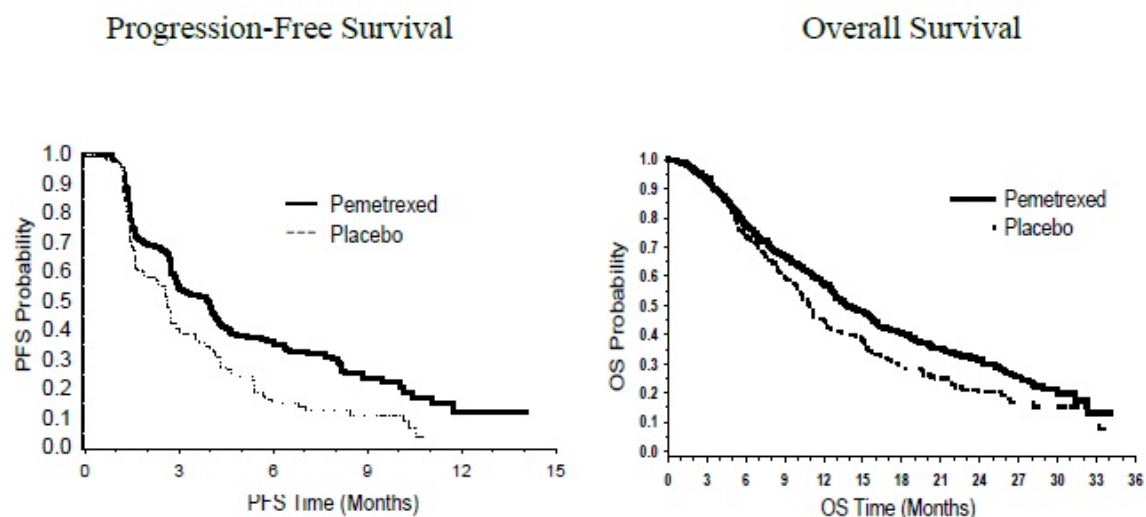 Progression-Free Survival
PFS Probability
1.0
0.9
0.8
0.7
0.6
0.5
0.4
0.3
0.2
0.1
0.0
Pemetrexed
Placebo
0 3 6 9 12 15
PFS Time (Months)
Overall Survival
OS Probability
1.0
0.9
0.8
0.7
0.6
0.5
0.4
0.3
0.2
0.1
0.0
Pemetrexed
Placebo
0 3 6 9 12 15 18 21 24 27 30 33 36
OS Time (Months)